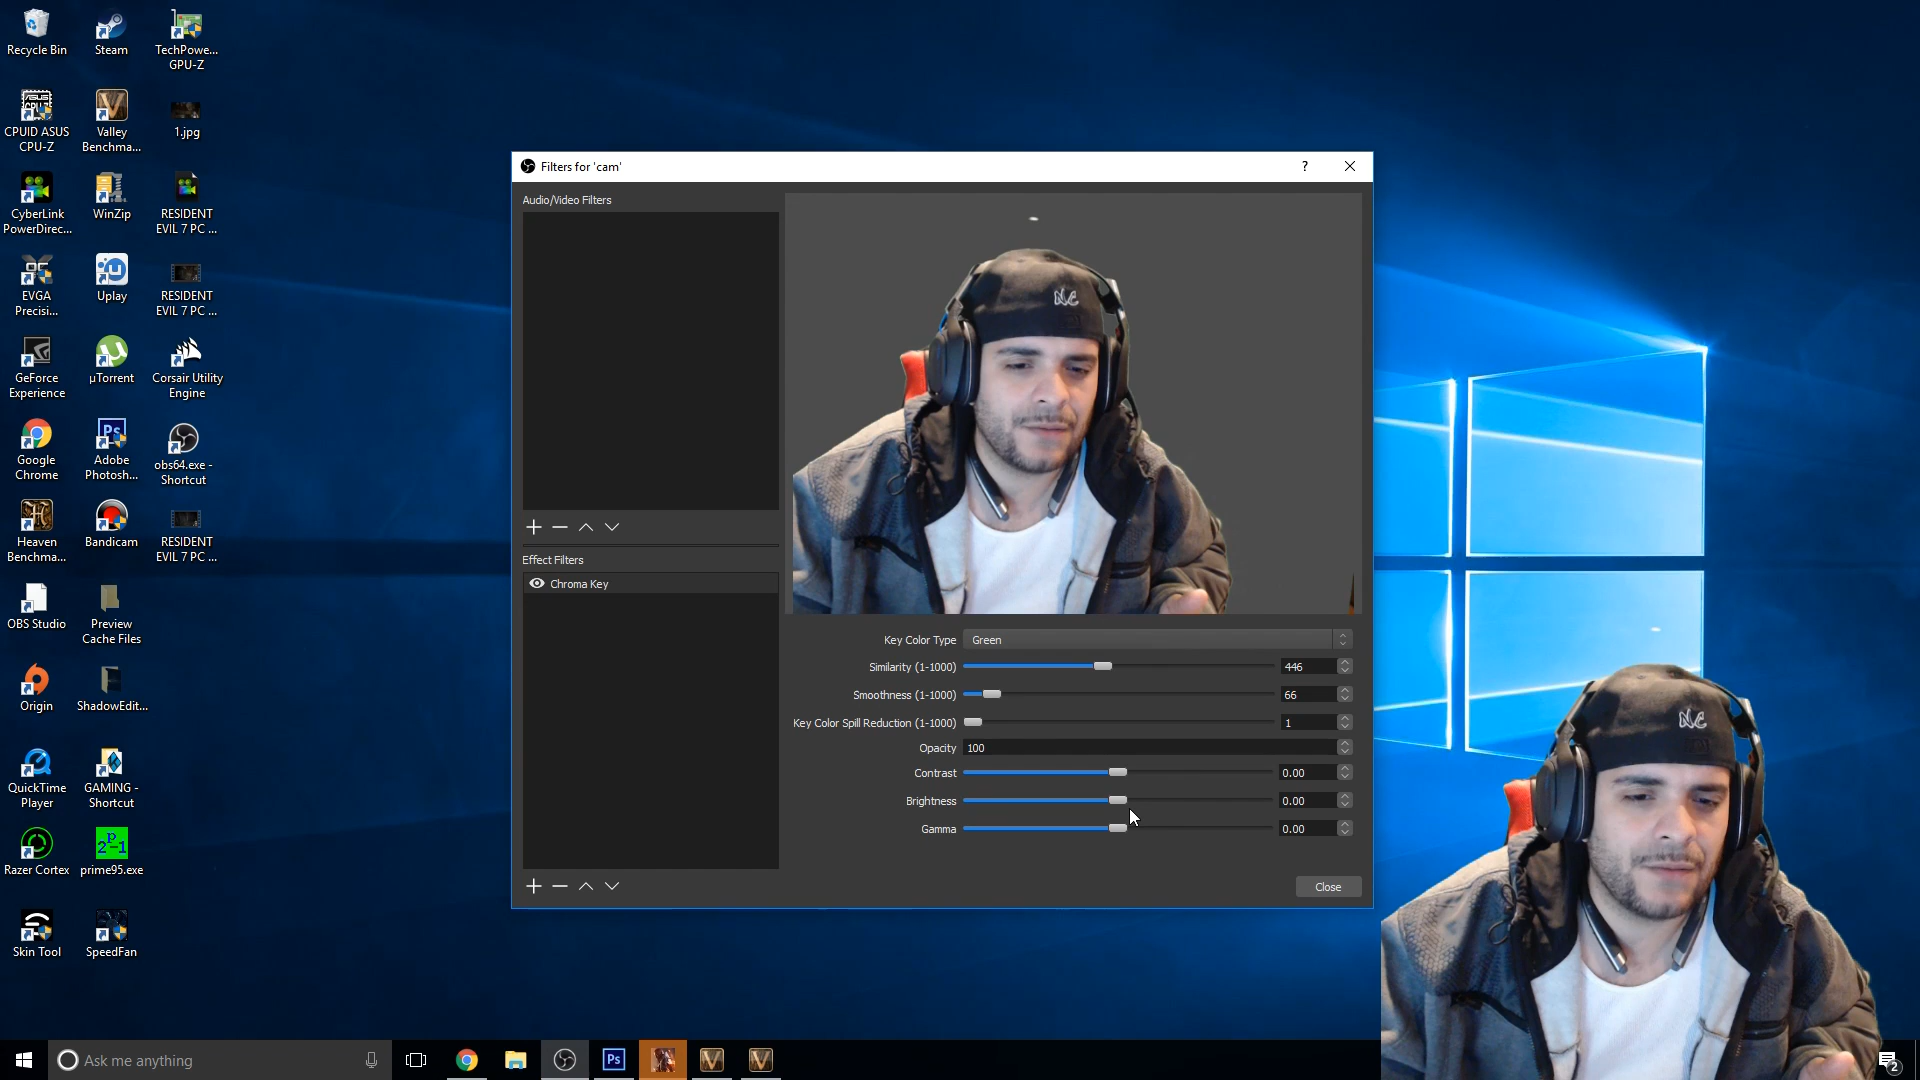 Recycle Bin
Steam
TechPowe...
GPU-Z
CPUID ASUS
CPU-Z
Valley
Benchma...
1.jpg
CyberLink
PowerDirec...
WinZip
RESIDENT
EVIL 7 PC ...
EVGA
Precisi...
Uplay
RESIDENT
EVIL 7 PC ...
GeForce
Experience
µTorrent
Corsair Utility
Engine
Google
Chrome
Adobe
Photosh...
obs64.exe -
Shortcut
Heaven
Benchma...
Bandicam
RESIDENT
EVIL 7 PC ...
OBS Studio
Preview
Cache Files
Origin
ShadowEdit...
QuickTime
Player
GAMING -
Shortcut
Razer Cortex
prime95.exe
Skin Tool
SpeedFan
Filters for 'cam'
?
Audio/Video Filters
Effect Filters
Chroma Key
Key Color Type Green
Similarity (1-1000) 446
Smoothness (1-1000) 66
Key Color Spill Reduction (1-1000) 1
Opacity 100
Contrast 0.00
Brightness 0.00
Gamma 0.00
Close
Ask me anything
Ps
2